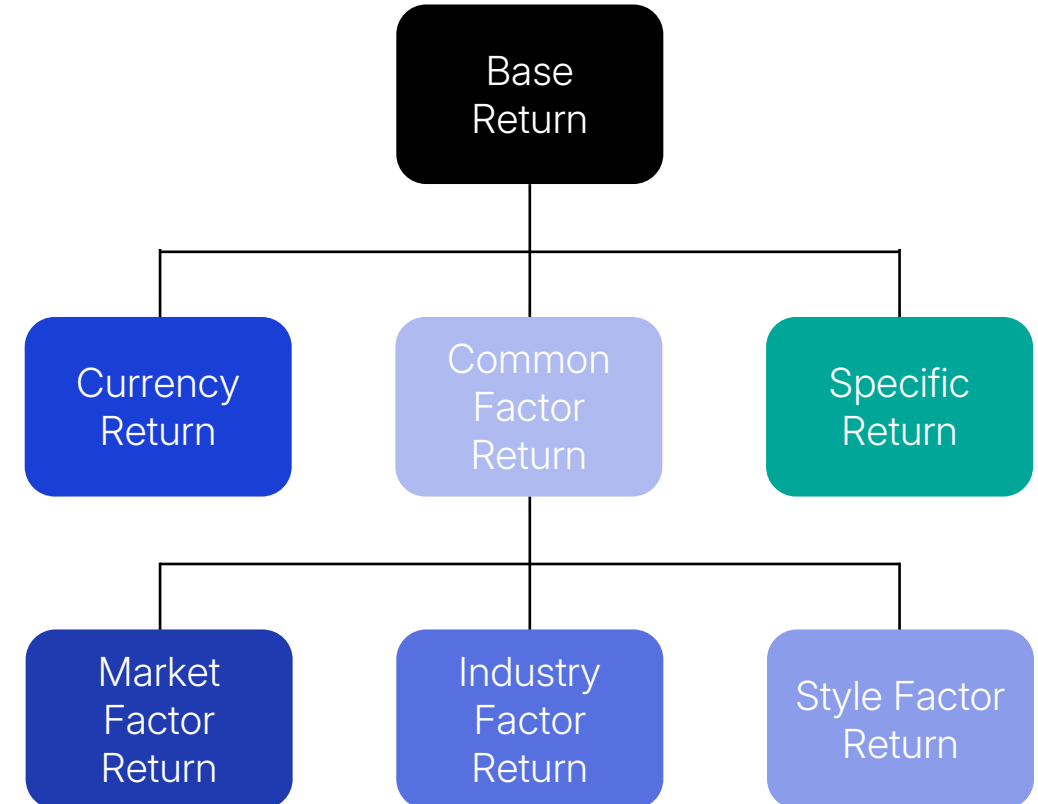 Base
Return
Currency
Return
Common
Factor
Return
Specific
Return
Market
Factor
Return
Industry
Factor
Return
Style Factor
Return